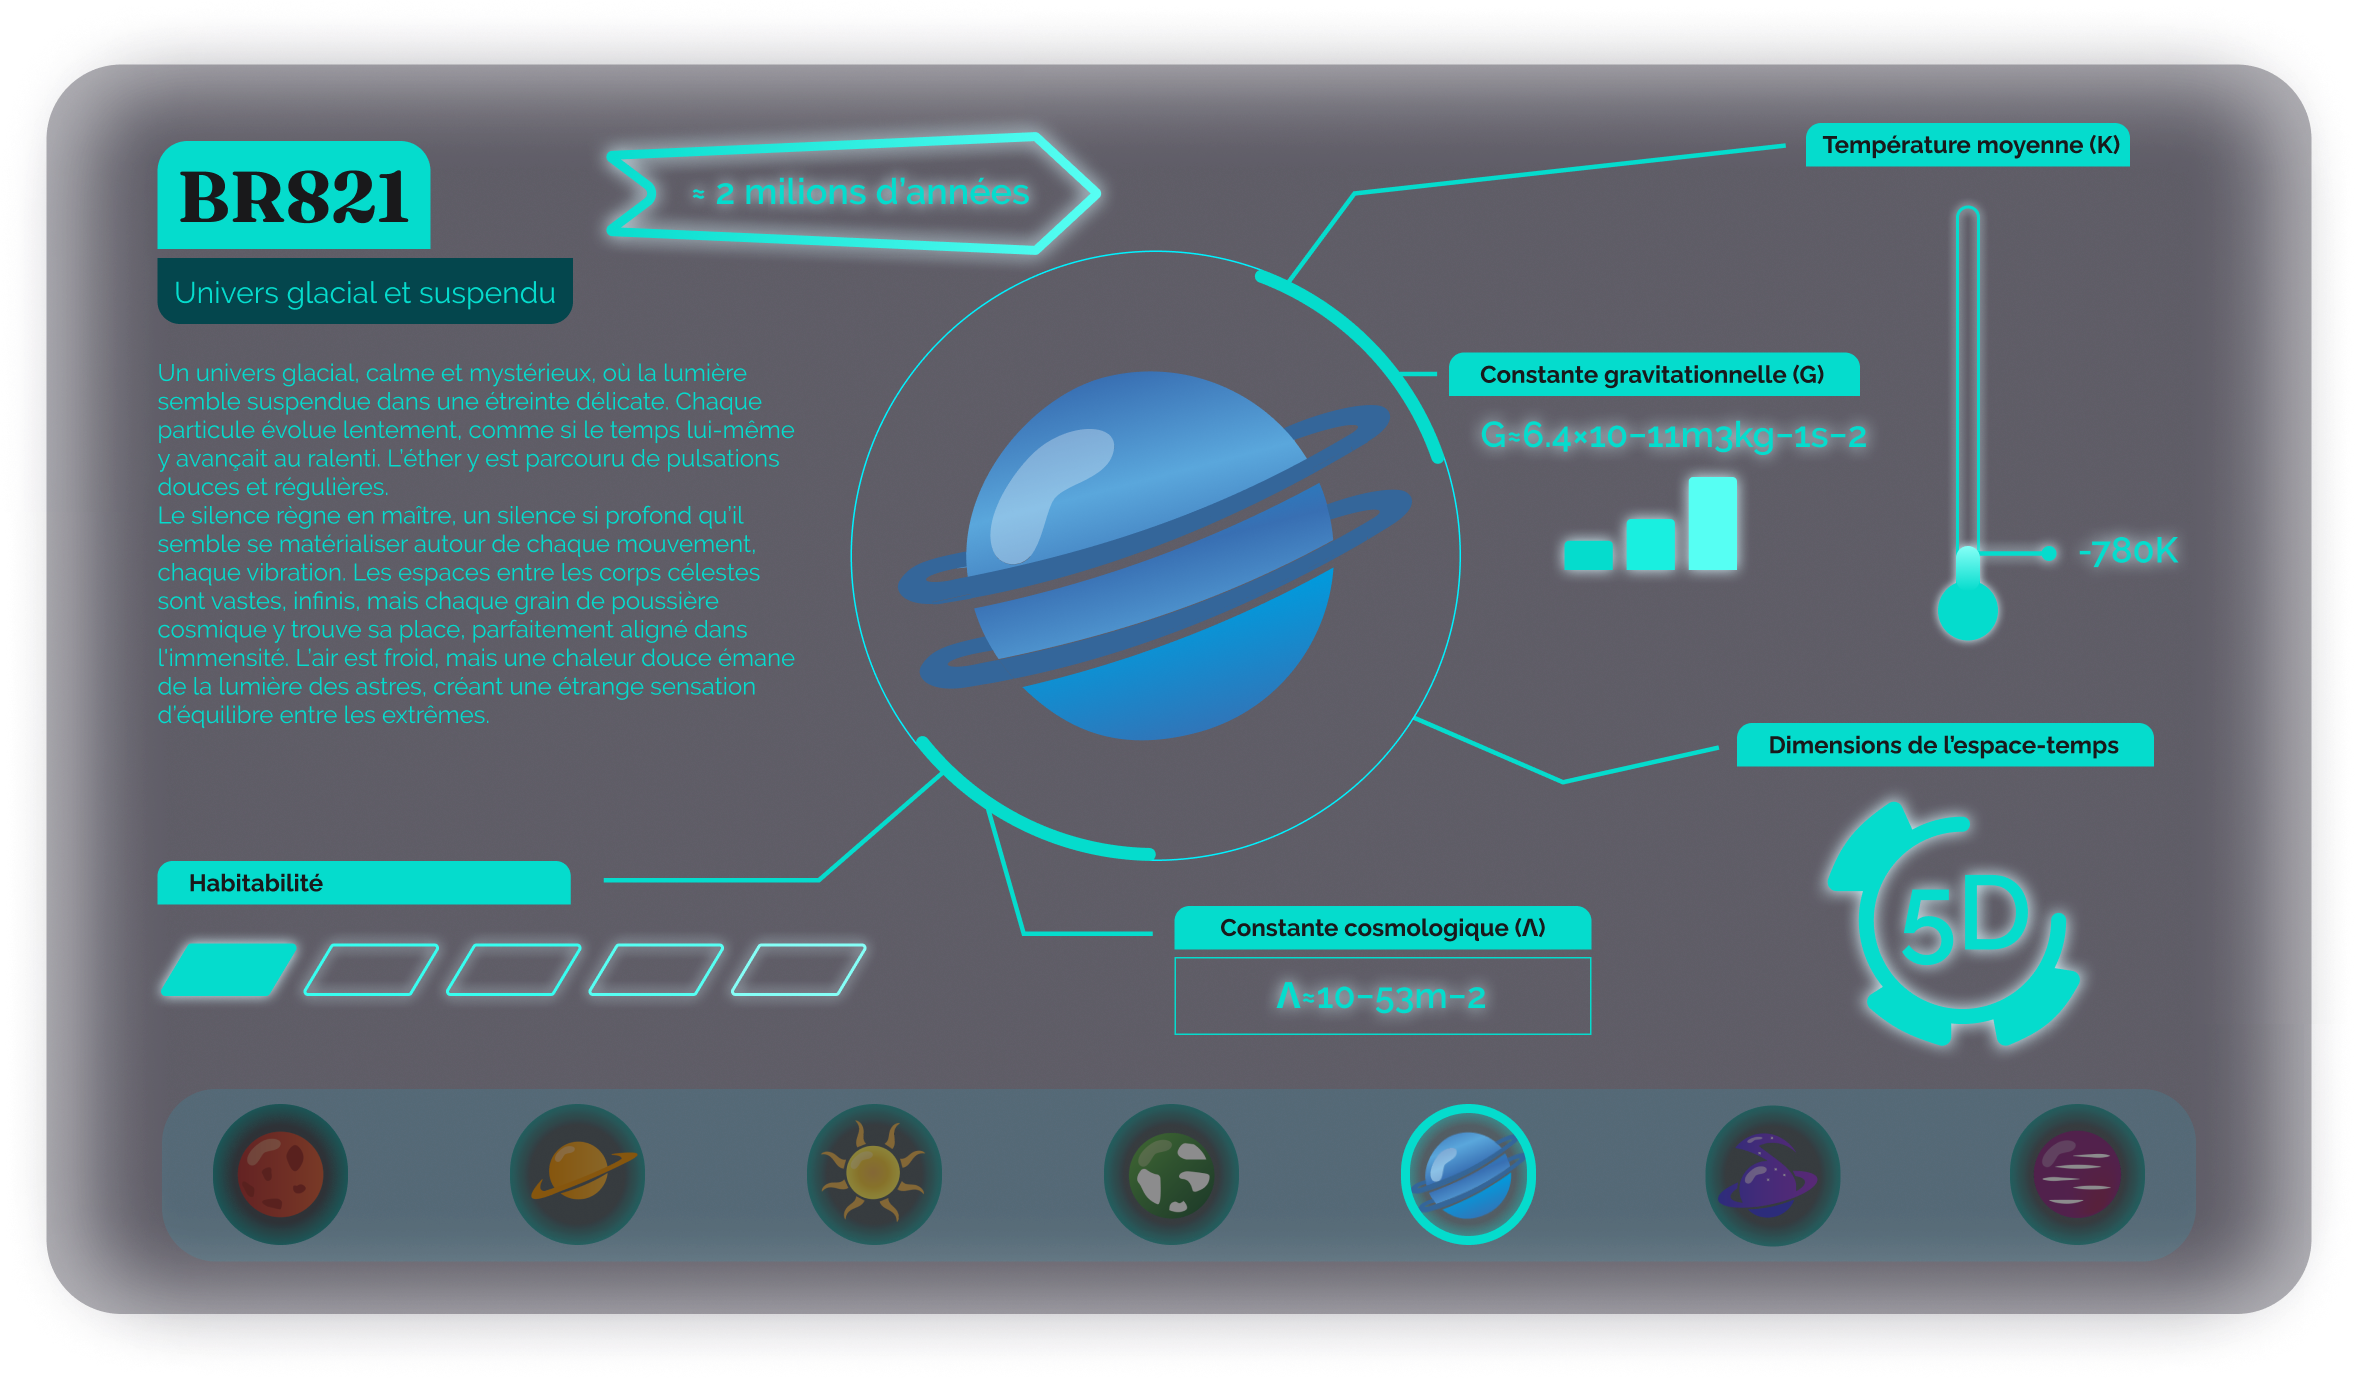 BR821
Univers glacial et suspendu
≈ 2 milions d'années
Un univers glacial, calme et mystérieux, où la lumière
semble suspendue dans une étreinte délicate. Chaque
particule évolue lentement, comme si le temps lui-même
y avançait au ralenti. L'éther y est parcouru de pulsations
douces et régulières.
Le silence règne en maître, un silence si profond qu'il
semble se matérialiser autour de chaque mouvement,
chaque vibration. Les espaces entre les corps célestes
sont vastes, infinis, mais chaque grain de poussière
cosmique y trouve sa place, parfaitement aligné dans
l'immensité. L'air est froid, mais une chaleur douce émane
de la lumière des astres, créant une étrange sensation
d'équilibre entre les extrêmes.
Température moyenne (K)
-780K
Constante gravitationnelle (G)
G≈6.4×10−11m3kg−1s−2
Dimensions de l'espace-temps
5D
Habitabilité
Constante cosmologique (Λ)
Λ≈10−53m−2